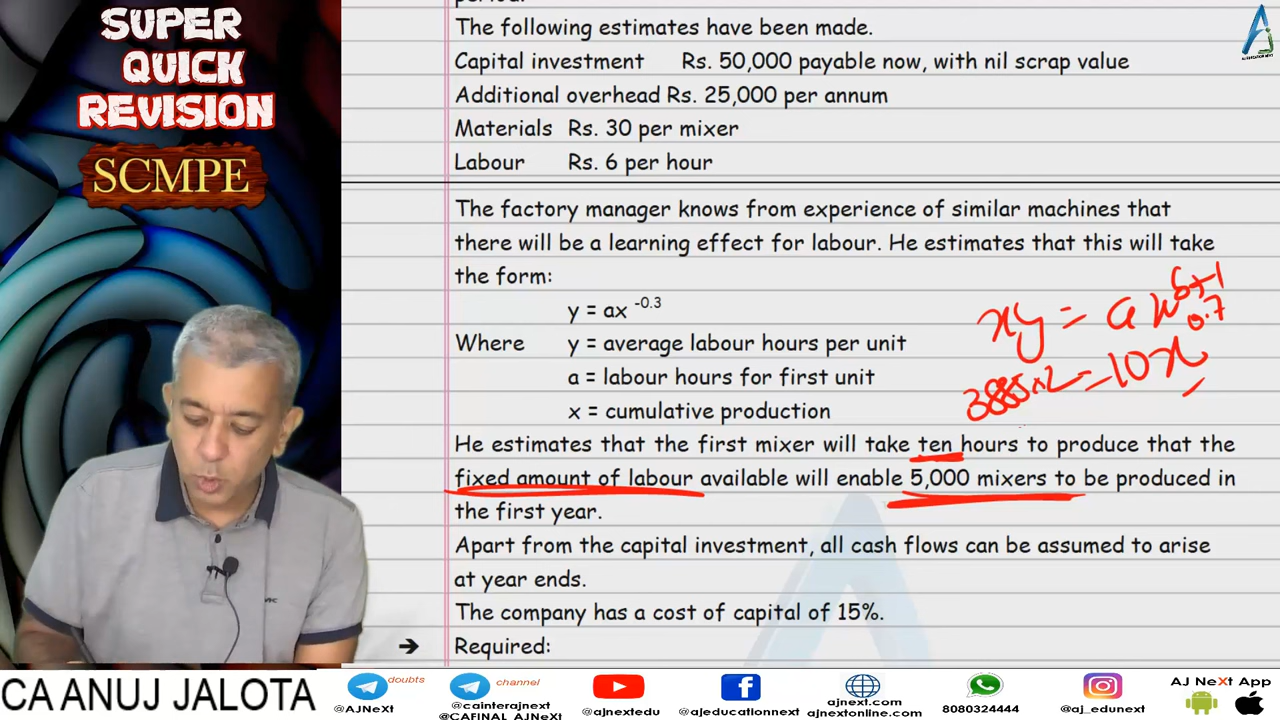 SUPER
QUICK
REVISION
SCMPE
The following estimates have been made.
Capital investment Rs. 50,000 payable now, with nil scrap value
Additional overhead Rs. 25,000 per annum
Materials Rs. 30 per mixer
Labour Rs. 6 per hour
The factory manager knows from experience of similar machines that
there will be a learning effect for labour. He estimates that this will take
the form:
y = ax -0.3
Where y = average labour hours per unit
a = labour hours for first unit
x = cumulative production
xy = a x b+1
0.7
3885x2 = 10x
He estimates that the first mixer will take ten hours to produce that the
fixed amount of labour available will enable 5,000 mixers to be produced in
the first year.
Apart from the capital investment, all cash flows can be assumed to arise
at year ends.
The company has a cost of capital of 15%.
→ Required:
CA ANUJ JALOTA
doubts
@AJNeXt
channel
@cainterajnext
@CAFINAL_AJNeXt
@ajnextedu
@ajeducationnext
ajnext.com
ajnextonline.com
8080324444
@aj_edunext
AJ NeXt App